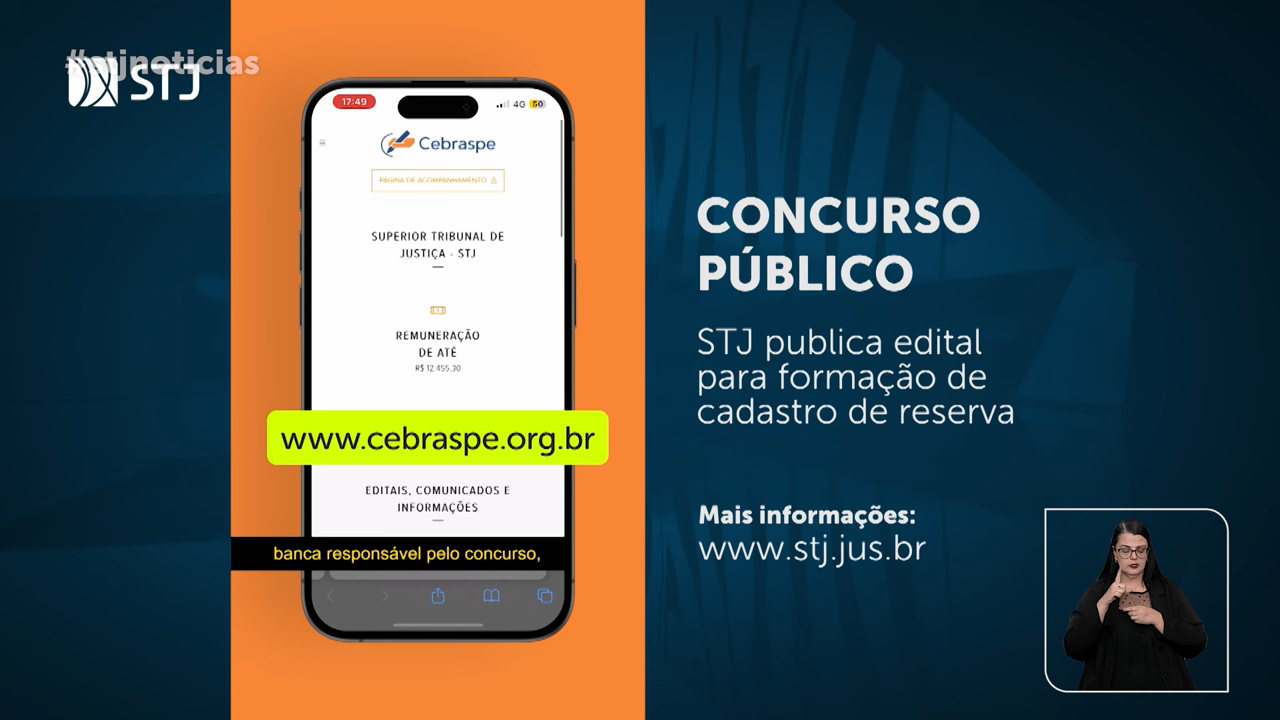 #stjnoticias
STJ
17:49
4G 50
Cebraspe
PÁGINA DE ACOMPANHAMENTO
SUPERIOR TRIBUNAL DE
JUSTIÇA - STJ
REMUNERAÇÃO
DE ATÉ
R$ 12.455,30
www.cebraspe.org.br
EDITAIS, COMUNICADOS E
INFORMAÇÕES
banca responsável pelo concurso,
CONCURSO
PÚBLICO
STJ publica edital
para formação de
cadastro de reserva
Mais informações:
www.stj.jus.br